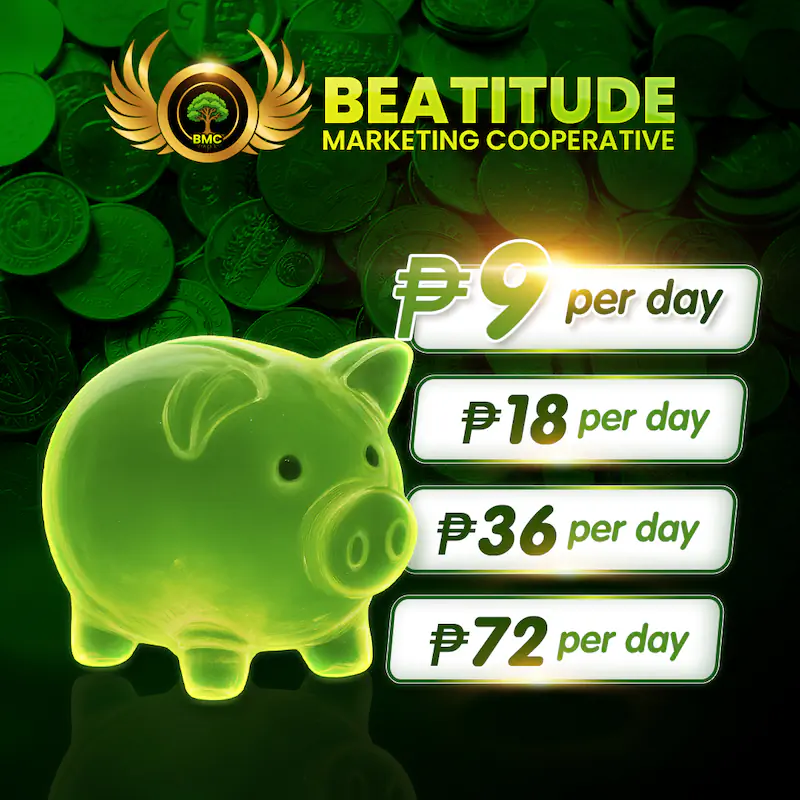 BMC
BEATITUDE
MARKETING COOPERATIVE
₱9 per day
₱18 per day
₱36 per day
₱72 per day